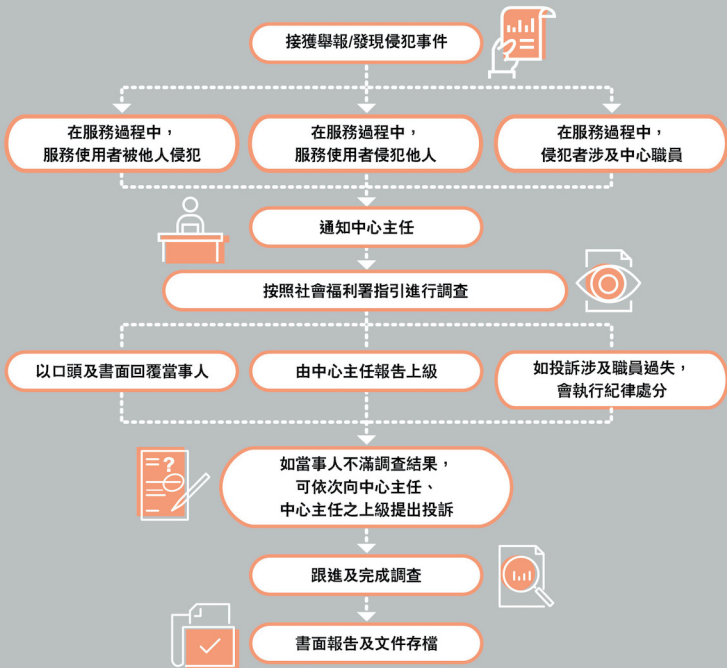 接獲舉報/發現侵犯事件
在服務過程中，
服務使用者被他人侵犯
在服務過程中，
服務使用者侵犯他人
在服務過程中，
侵犯者涉及中心職員
通知中心主任
按照社會福利署指引進行調查
以口頭及書面回覆當事人
由中心主任報告上級
如投訴涉及職員過失，
會執行紀律處分
如當事人不滿調查結果，
可依次向中心主任、
中心主任之上級提出投訴
跟進及完成調查
書面報告及文件存檔